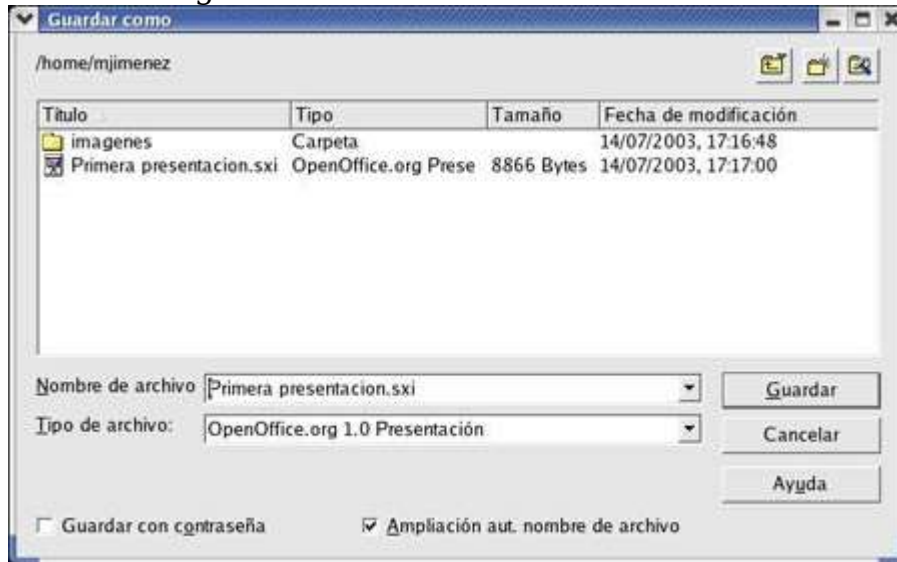 Guardar como
/home/mjimenez
Título Tipo Tamaño Fecha de modificación
imagenes Carpeta 14/07/2003, 17:16:48
Primera presentacion.sxi OpenOffice.org Prese 8866 Bytes 14/07/2003, 17:17:00
Nombre de archivo Primera presentacion.sxi Guardar
Tipo de archivo: OpenOffice.org 1.0 Presentación Cancelar
Ayuda
Guardar con contraseña Ampliación aut. nombre de archivo